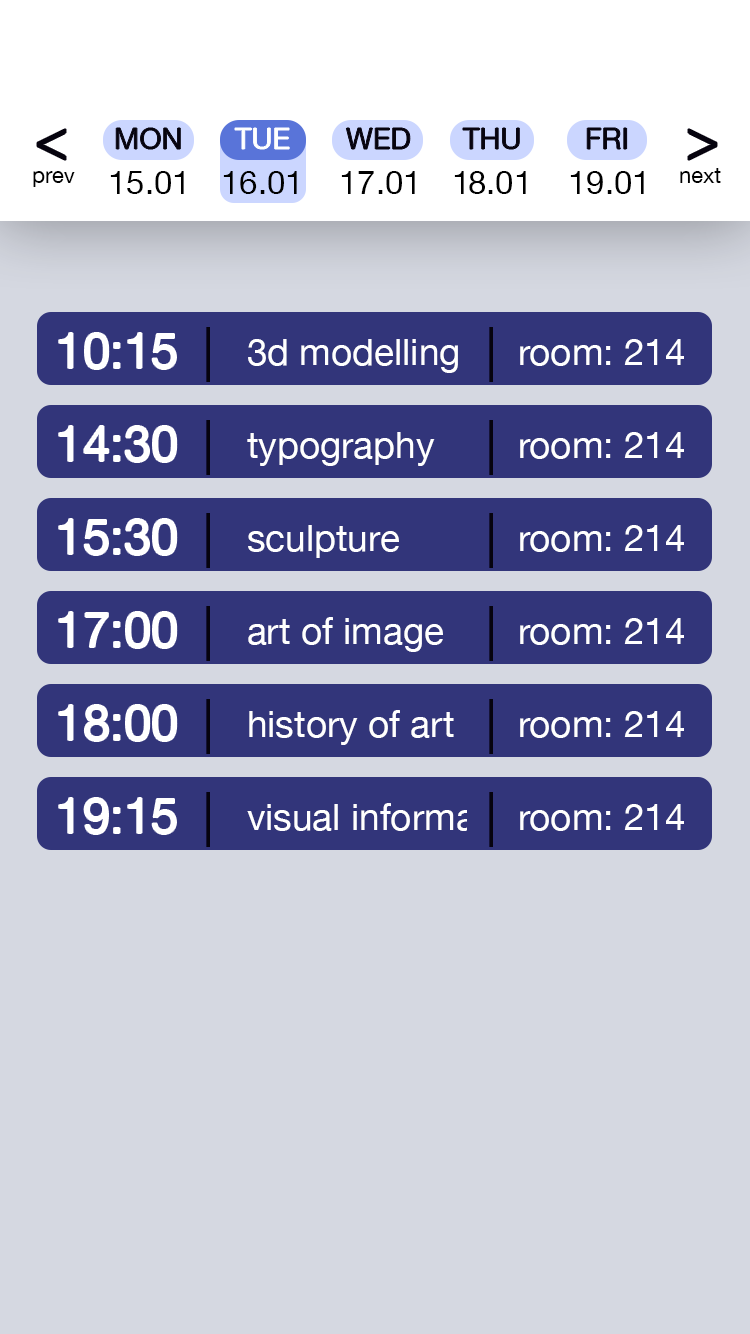 < MON TUE WED THU FRI >
prev 15.01 16.01 17.01 18.01 19.01 next
10:15 3d modelling room: 214
14:30 typography room: 214
15:30 sculpture room: 214
17:00 art of image room: 214
18:00 history of art room: 214
19:15 visual informa room: 214